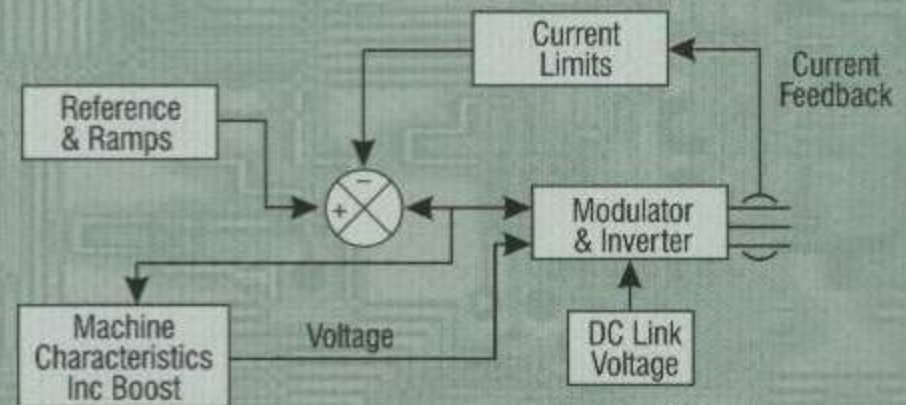 Current
Limits
Current
Feedback
Reference
& Ramps
−
+
Modulator
& Inverter
Machine
Characteristics
Inc Boost
Voltage
DC Link
Voltage